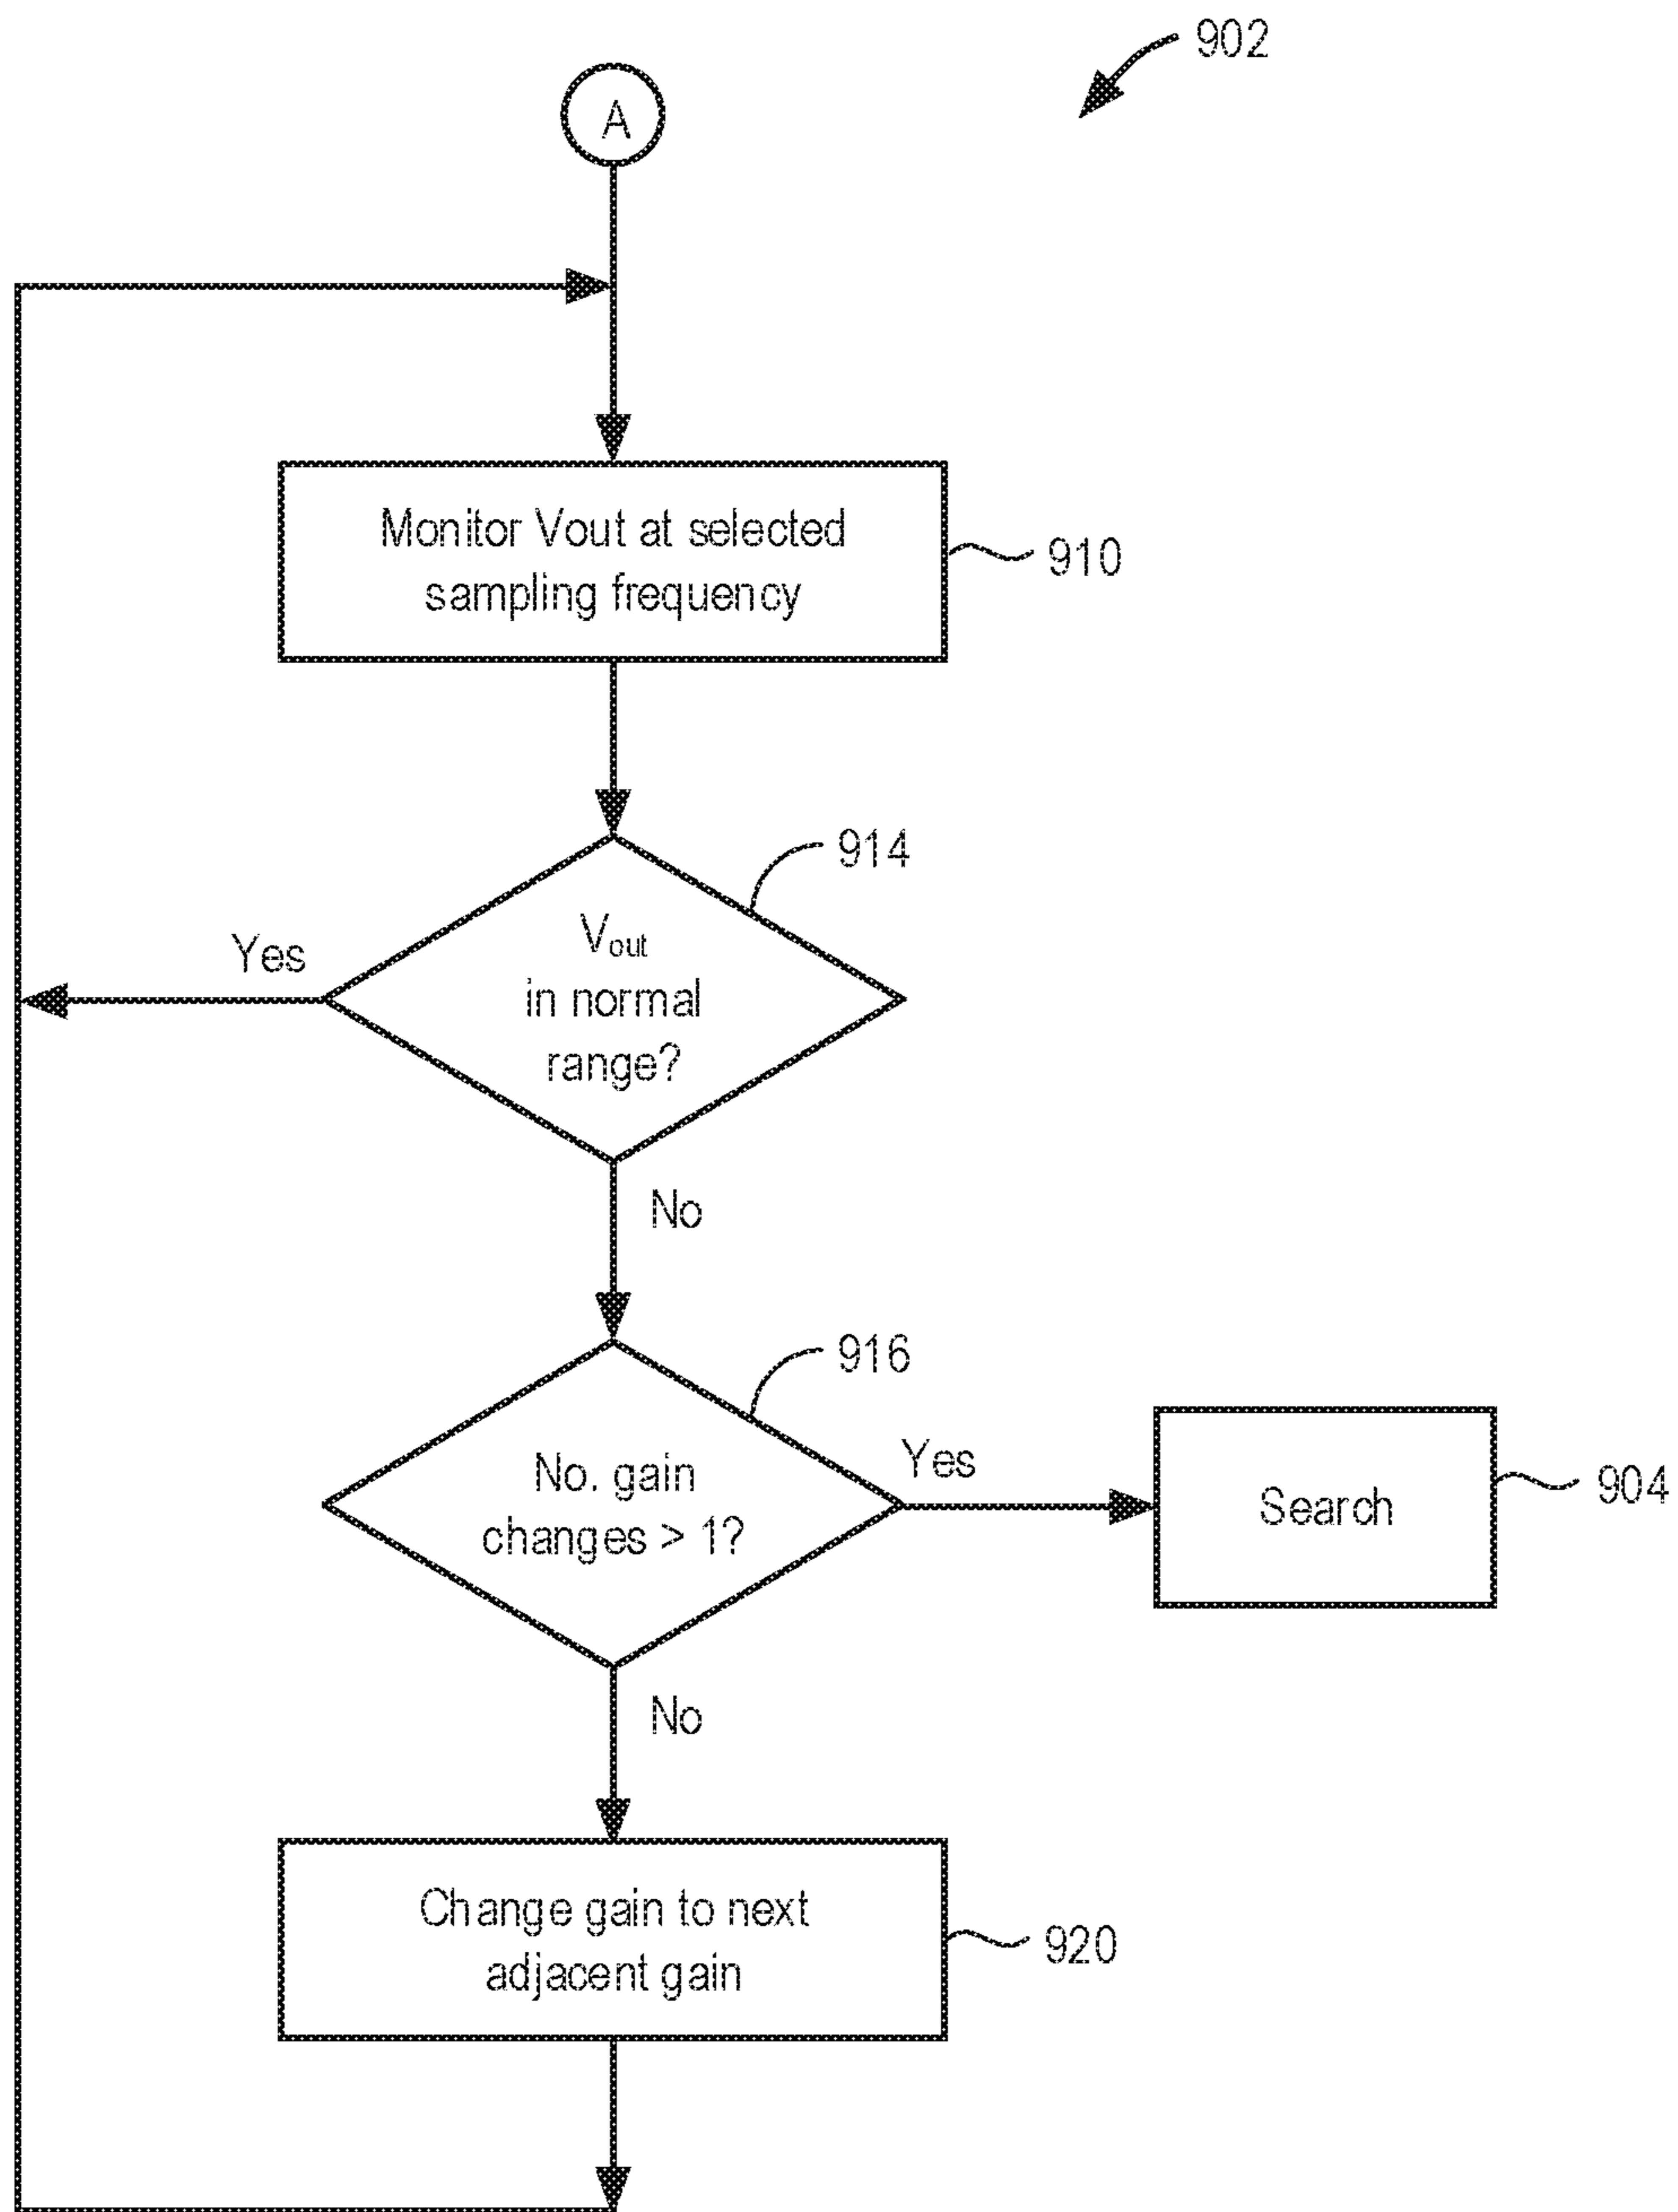 902
A
Monitor Vout at selected
sampling frequency
910
914
Vout
in normal
range?
Yes
No
916
No. gain
changes > 1?
Yes
Search
904
No
Change gain to next
adjacent gain
920